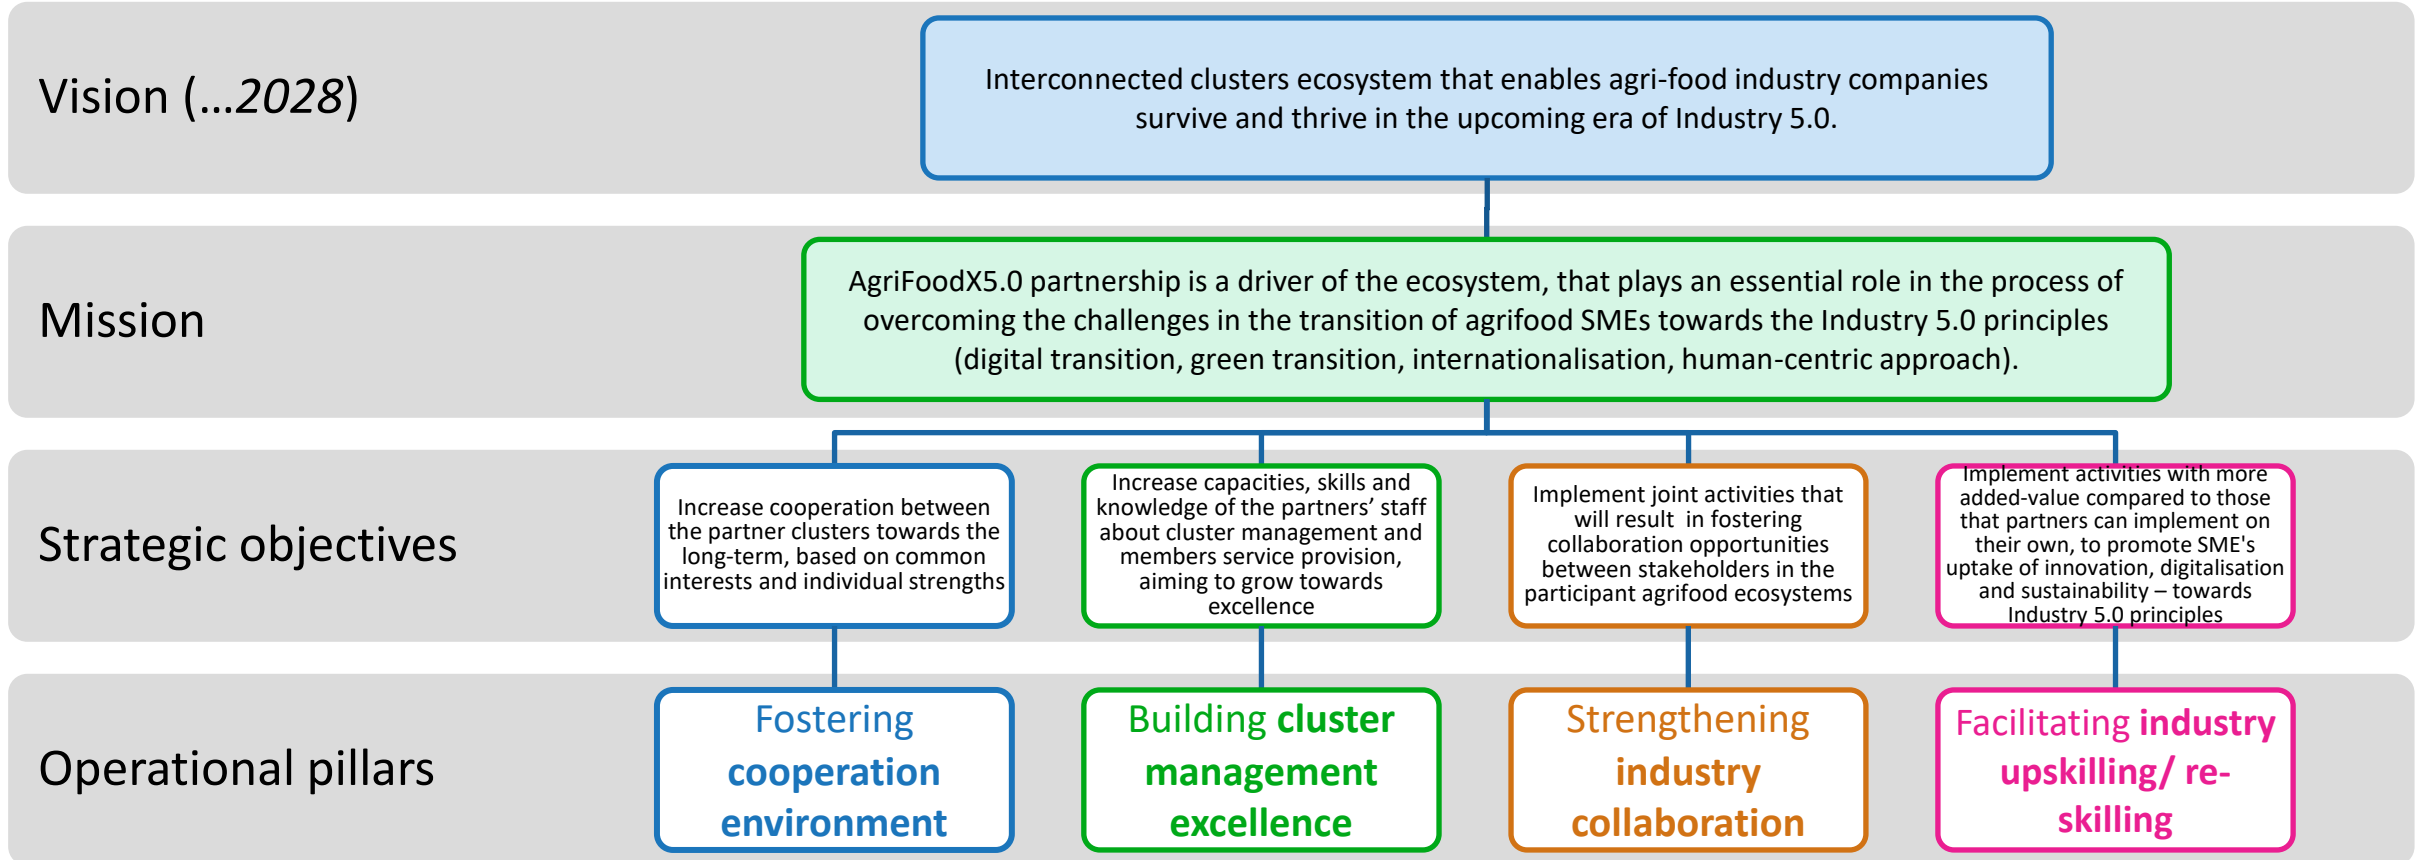 Vision (…2028)
Interconnected clusters ecosystem that enables agri-food industry companies
survive and thrive in the upcoming era of Industry 5.0.
Mission
AgriFoodX5.0 partnership is a driver of the ecosystem, that plays an essential role in the process of
overcoming the challenges in the transition of agrifood SMEs towards the Industry 5.0 principles
(digital transition, green transition, internationalisation, human-centric approach).
Strategic objectives
Increase cooperation between
the partner clusters towards the
long-term, based on common
interests and individual strengths
Increase capacities, skills and
knowledge of the partners’ staff
about cluster management and
members service provision,
aiming to grow towards
excellence
Implement joint activities that
will result  in fostering
collaboration opportunities
between stakeholders in the
participant agrifood ecosystems
Implement activities with more
added-value compared to those
that partners can implement on
their own, to promote SME's
uptake of innovation, digitalisation
and sustainability – towards
Industry 5.0 principles
Operational pillars
Fostering
cooperation
environment
Building cluster
management
excellence
Strengthening
industry
collaboration
Facilitating industry
upskilling/ re-
skilling